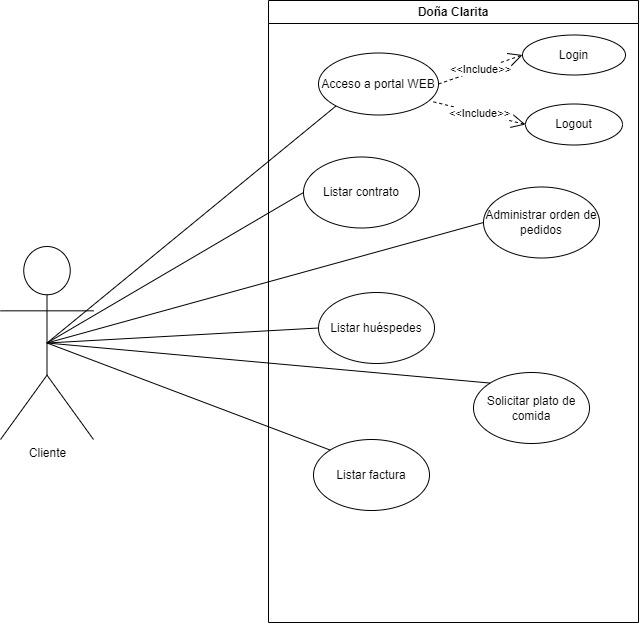 Doña Clarita
Login
<<Include>>
Acceso a portal WEB
<<Include>>
Logout
Listar contrato
Administrar orden de
pedidos
Listar huéspedes
Solicitar plato de
comida
Cliente
Listar factura